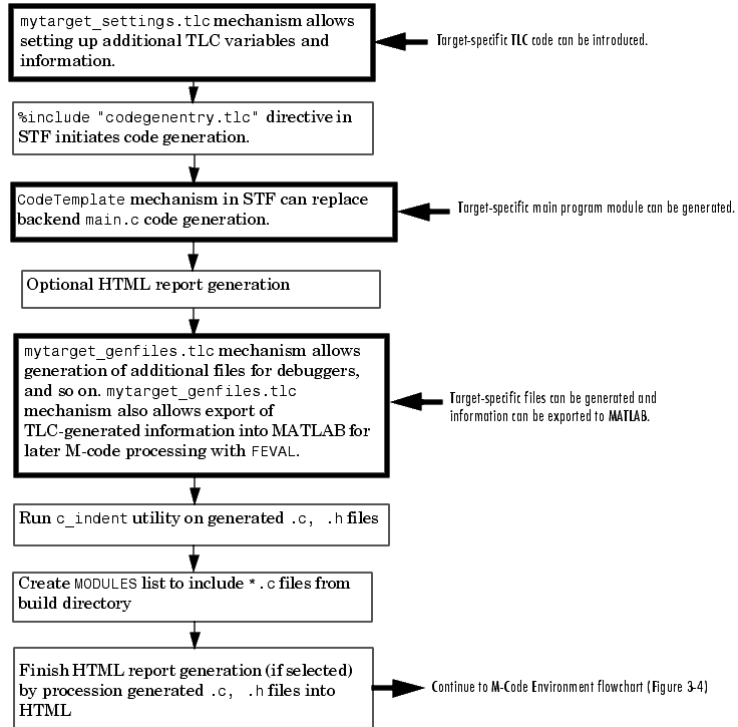 mytarget_settings.tlc mechanism allows
setting up additional TLC variables and
information.
Target-specific TLC code can be introduced.
%include "codegenentry.tlc" directive in
STF initiates code generation.
CodeTemplate mechanism in STF can replace
backend main.c code generation.
Target-specific main program module can be generated.
Optional HTML report generation
mytarget_genfiles.tlc mechanism allows
generation of additional files for debuggers,
and so on. mytarget_genfiles.tlc
mechanism also allows export of
TLC-generated information into MATLAB for
later M-code processing with FEVAL.
Target-specific files can be generated and
information can be exported to MATLAB.
Run c_indent utility on generated .c, .h files
Create MODULES list to include *.c files from
build directory
Finish HTML report generation (if selected)
by procession generated .c, .h files into
HTML
Continue to M-Code Environment flowchart (Figure 3-4)